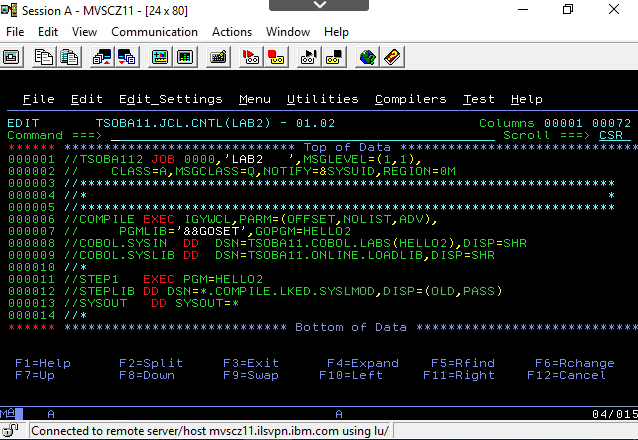 Session A - MVSCZ11 - [24 x 80]
File Edit View Communication Actions Window Help
File Edit Edit_Settings Menu Utilities Compilers Test Help
EDIT TSOBA11.JCL.CNTL(LAB2) - 01.02 Columns 00001 00072
Command ===> Scroll ===> CSR
****** ***************************** Top of Data ******************************
000001 //TSOBA112 JOB 0000,'LAB2   ',MSGLEVEL=(1,1),
000002 //   CLASS=A,MSGCLASS=Q,NOTIFY=&SYSUID,REGION=0M
000003 //*******************************************************************
000004 //*                                                                 *
000005 //*******************************************************************
000006 //COMPILE EXEC IGYWCL,PARM=(OFFSET,NOLIST,ADV),
000007 //    PGMLIB='&&GOSET',GOPGM=HELLO2
000008 //COBOL.SYSIN  DD  DSN=TSOBA11.COBOL.LABS(HELLO2),DISP=SHR
000009 //COBOL.SYSLIB DD  DSN=TSOBA11.ONLINE.LOADLIB,DISP=SHR
000010 //*
000011 //STEP1   EXEC PGM=HELLO2
000012 //STEPLIB DD DSN=*.COMPILE.LKED.SYSLMOD,DISP=(OLD,PASS)
000013 //SYSOUT   DD SYSOUT=*
000014 //*
****** **************************** Bottom of Data ****************************
F1=Help F2=Split F3=Exit F4=Expand F5=Rfind F6=Rchange
F7=Up F8=Down F9=Swap F10=Left F11=Right F12=Cancel
MA A A 04/015
Connected to remote server/host mvscz11.ilsvpn.ibm.com using lu/